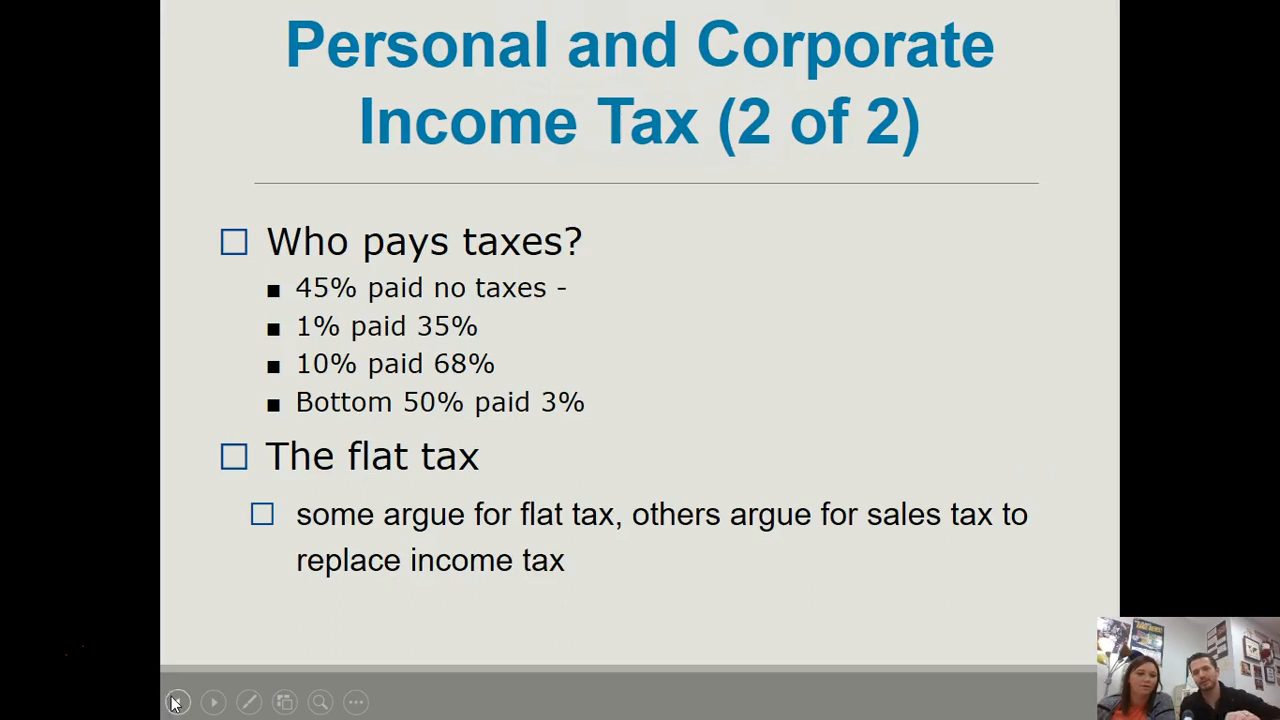 Personal and Corporate
Income Tax (2 of 2)
Who pays taxes?
45% paid no taxes -
1% paid 35%
10% paid 68%
Bottom 50% paid 3%
The flat tax
some argue for flat tax, others argue for sales tax to
replace income tax